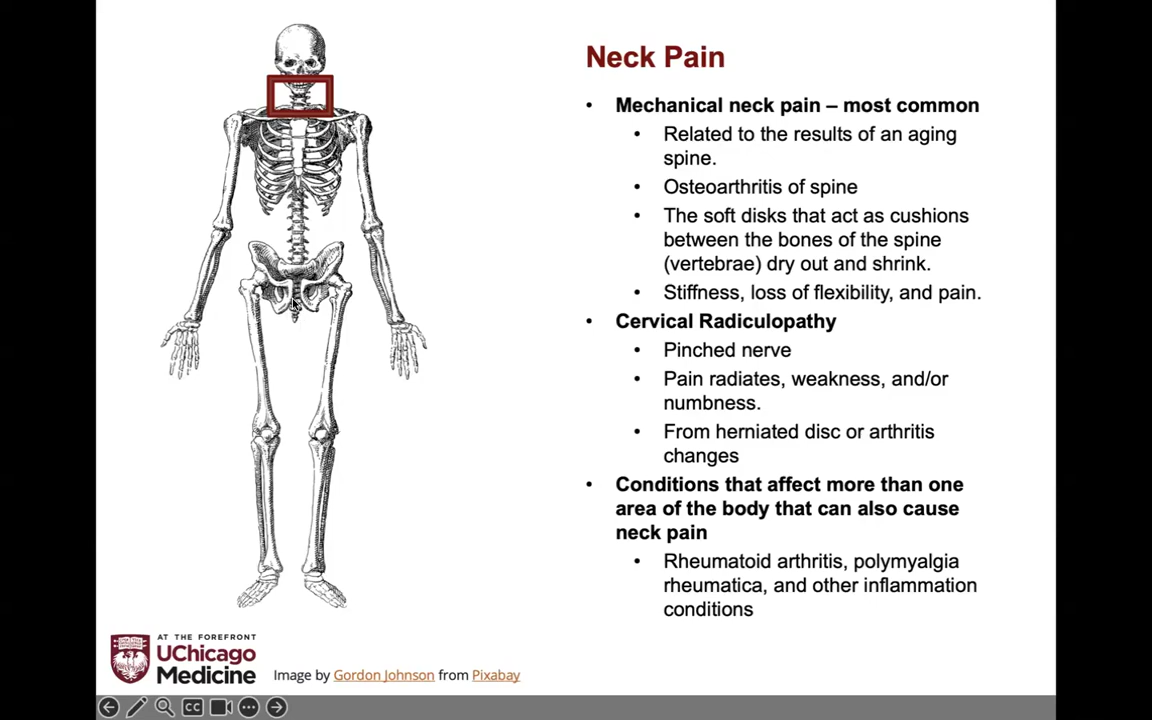 Neck Pain
• Mechanical neck pain – most common
• Related to the results of an aging
spine.
• Osteoarthritis of spine
• The soft disks that act as cushions
between the bones of the spine
(vertebrae) dry out and shrink.
• Stiffness, loss of flexibility, and pain.
• Cervical Radiculopathy
• Pinched nerve
• Pain radiates, weakness, and/or
numbness.
• From herniated disc or arthritis
changes
• Conditions that affect more than one
area of the body that can also cause
neck pain
• Rheumatoid arthritis, polymyalgia
rheumatica, and other inflammation
conditions
AT THE FOREFRONT
UChicago
Medicine
Image by Gordon Johnson from Pixabay
CC